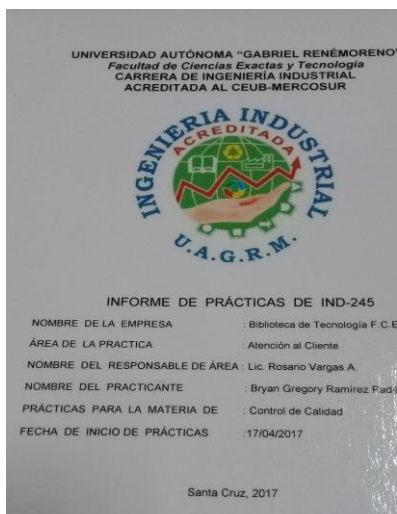 UNIVERSIDAD AUTÓNOMA "GABRIEL RENÉMORENO"
Facultad de Ciencias Exactas y Tecnología
CARRERA DE INGENIERÍA INDUSTRIAL
ACREDITADA AL CEUB-MERCOSUR
INGENIERIA INDUSTRIAL
ACREDITADA
U.A.G.R.M.
INFORME DE PRÁCTICAS DE IND-245
NOMBRE DE LA EMPRESA : Biblioteca de Tecnología F.C.E
ÁREA DE LA PRACTICA : Atención al Cliente
NOMBRE DEL RESPONSABLE DE ÁREA : Lic. Rosario Vargas A.
NOMBRE DEL PRACTICANTE : Bryan Gregory Ramírez
PRÁCTICAS PARA LA MATERIA DE : Control de Calidad
FECHA DE INICIO DE PRÁCTICAS :17/04/2017
Santa Cruz, 2017